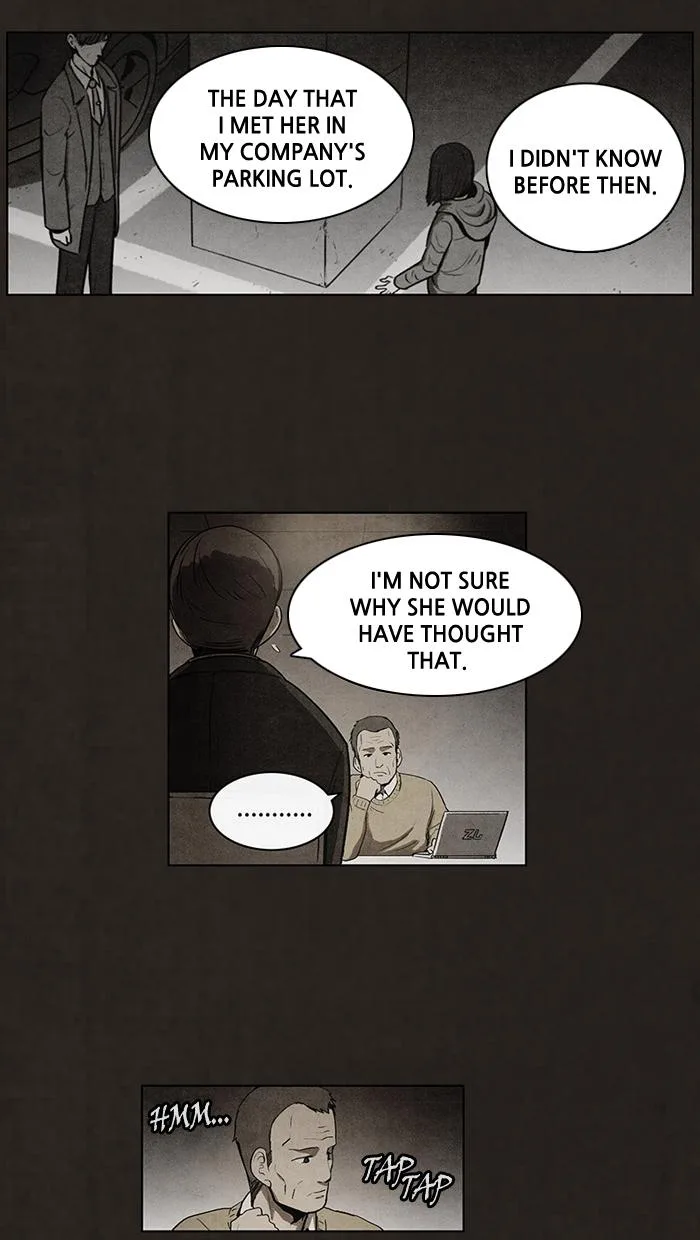 THE DAY THAT
I MET HER IN
MY COMPANY'S
PARKING LOT.
I DIDN'T KNOW
BEFORE THEN.
I'M NOT SURE
WHY SHE WOULD
HAVE THOUGHT
THAT.
............
ZL
HMM...
TAP
TAP